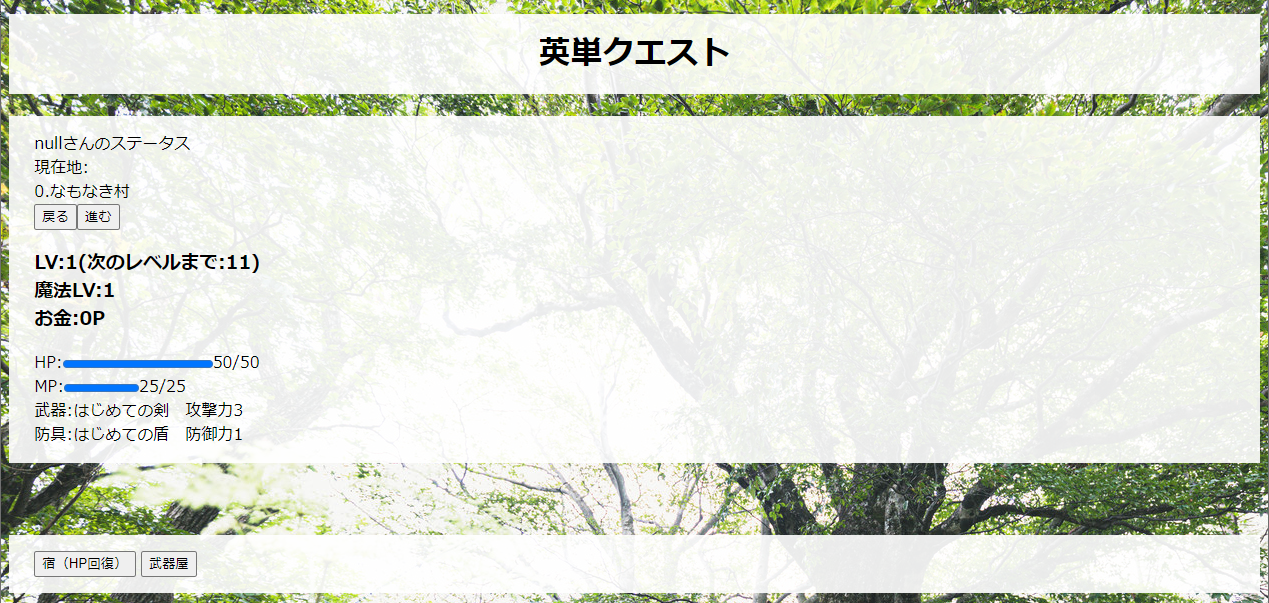 英単クエスト
nullさんのステータス
現在地:
0.なもなき村
戻る 進む
LV:1(次のレベルまで:11)
魔法LV:1
お金:0P
HP:50/50
MP:25/25
武器:はじめての剣　攻撃力3
防具:はじめての盾　防御力1
宿（HP回復） 武器屋